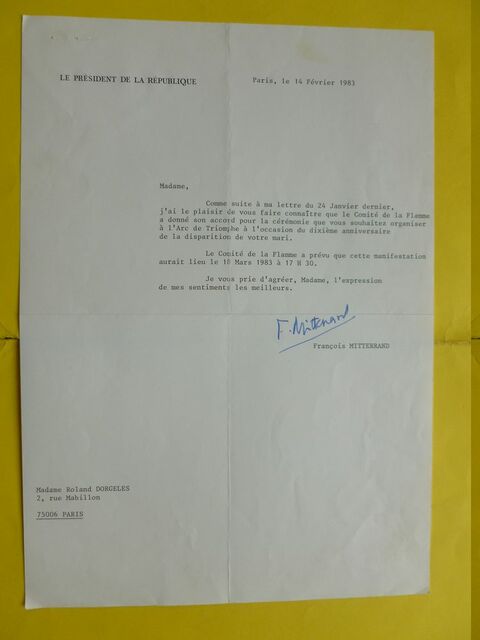 LE PRÉSIDENT DE LA RÉPUBLIQUE
Paris, le 14 Février 1983
Madame,
Comme suite à ma lettre du 24 Janvier dernier,
j'ai le plaisir de vous faire connaître que le Comité de la Flamme
a donné son accord pour la cérémonie que vous souhaitez organiser
à l'Arc de Triomphe à l'occasion du dixième anniversaire
de la disparition de votre mari.
Le Comité de la Flamme a prévu que cette manifestation
aurait lieu le 18 Mars 1983 à 17 H 30.
Je vous prie d'agréer, Madame, l'expression
de mes sentiments les meilleurs.
F. Mitterrand
François MITTERRAND
Madame Roland DORGELES
2, rue Mabillon
75006 PARIS